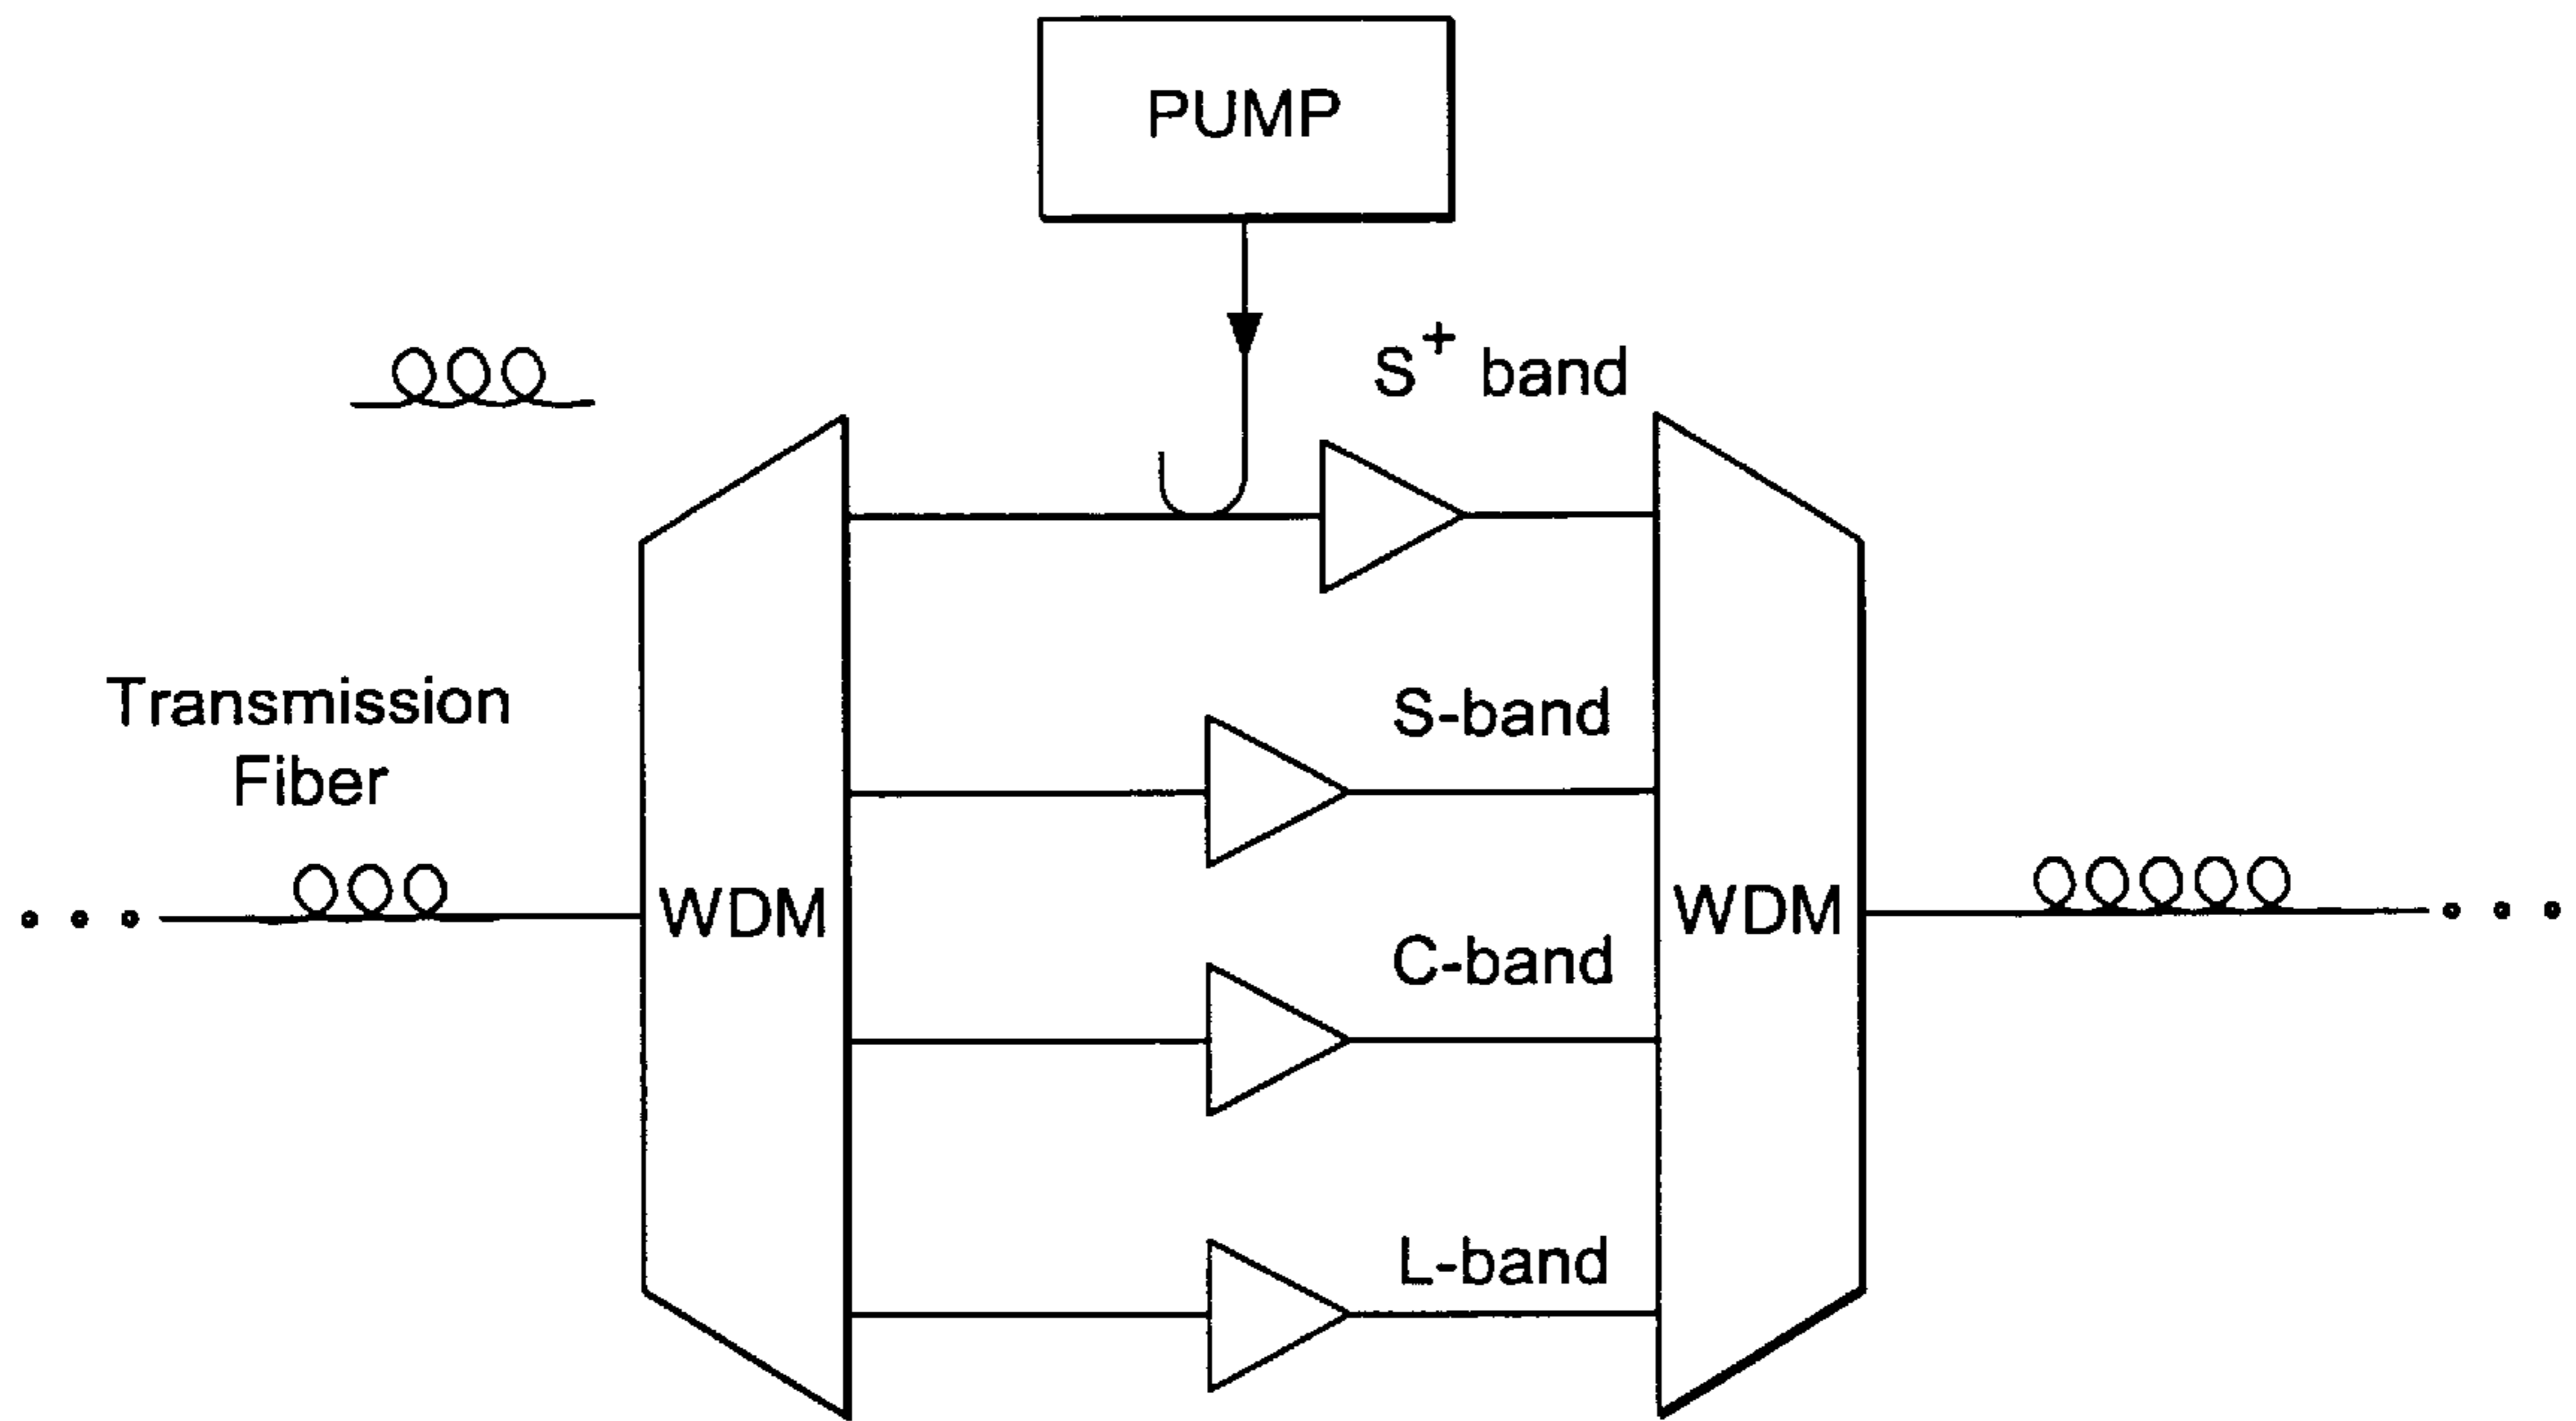 PUMP
S⁺ band
Transmission
Fiber
S-band
WDM
WDM
C-band
L-band